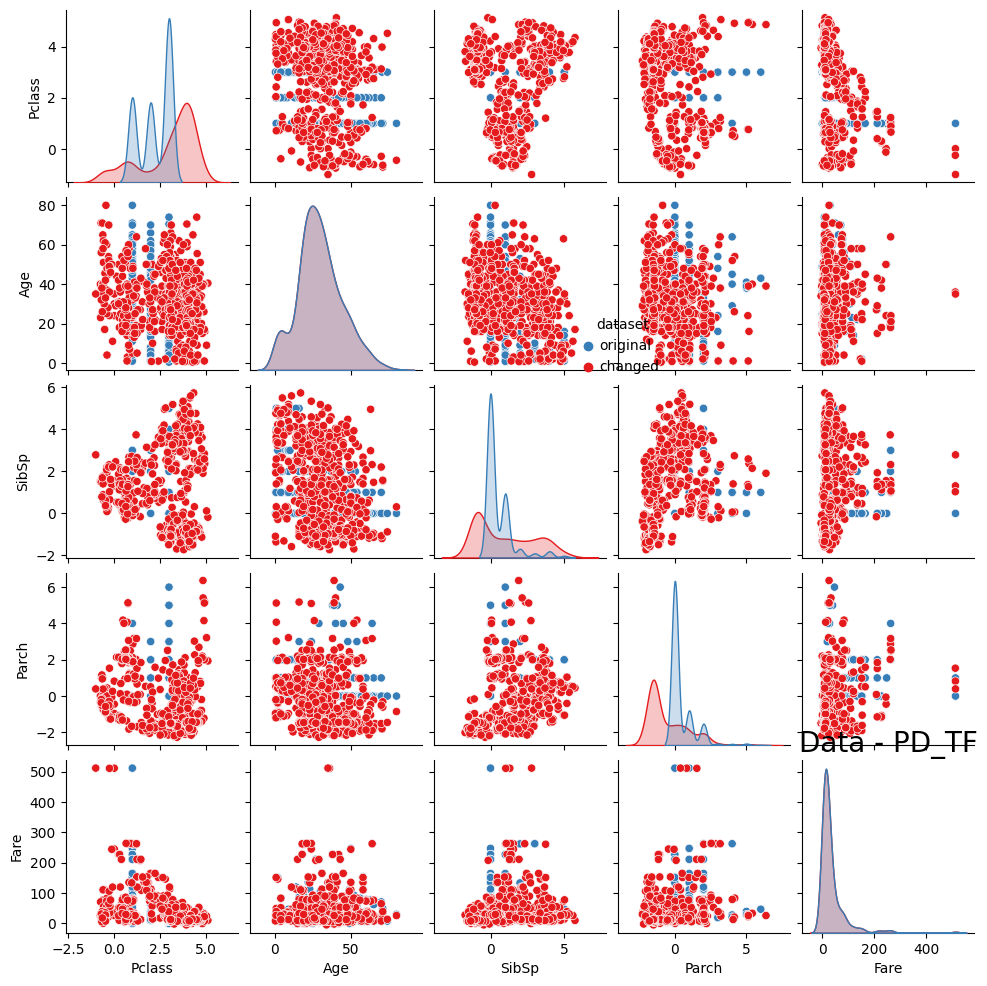 4
2
0
Pclass
80
60
40
20
0
Age
0
50
0
5
0
5
0
200
400
dataset
original
changed
6
4
2
0
−2
SibSp
6
4
2
0
−2
Parch
Data - PD_TF
500
400
300
200
100
0
Fare
−2.5
0.0
2.5
5.0
Pclass
Age
SibSp
Parch
Fare